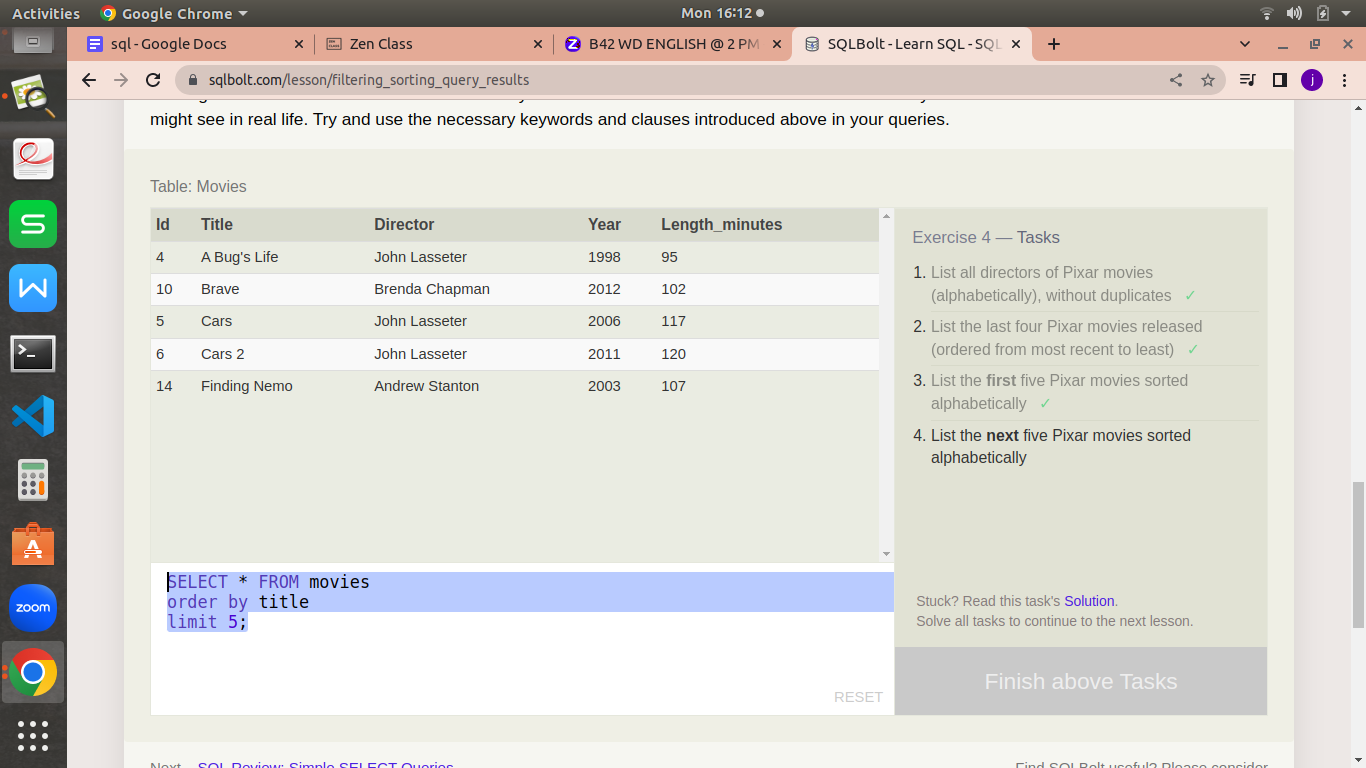 Activities Google Chrome Mon 16:12
sql - Google Docs Zen Class B42 WD ENGLISH @ 2 PM SQLBolt - Learn SQL - SQL
sqlbolt.com/lesson/filtering_sorting_query_results j
might see in real life. Try and use the necessary keywords and clauses introduced above in your queries.
Table: Movies
Id Title Director Year Length_minutes
4 A Bug's Life John Lasseter 1998 95
10 Brave Brenda Chapman 2012 102
5 Cars John Lasseter 2006 117
6 Cars 2 John Lasseter 2011 120
14 Finding Nemo Andrew Stanton 2003 107
Exercise 4 — Tasks
1. List all directors of Pixar movies
(alphabetically), without duplicates ✓
2. List the last four Pixar movies released
(ordered from most recent to least) ✓
3. List the first five Pixar movies sorted
alphabetically ✓
4. List the next five Pixar movies sorted
alphabetically
SELECT * FROM movies
order by title
limit 5;
RESET
Stuck? Read this task's Solution.
Solve all tasks to continue to the next lesson.
Finish above Tasks
zoom
Next – SQL Review: Simple SELECT Queries
Find SQLBolt useful? Please consider